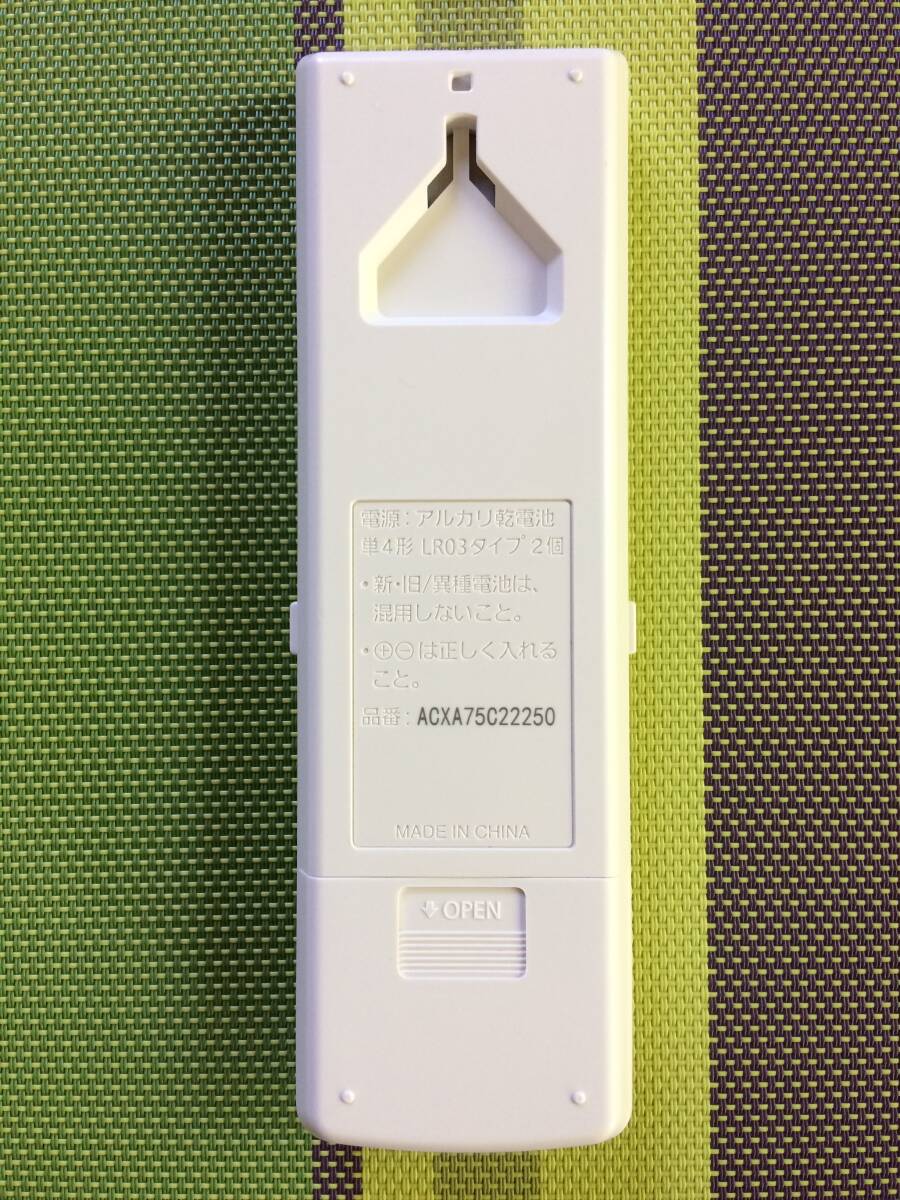 電源：アルカリ乾電池
単4形 LR03タイプ 2個
・新・旧/異種電池は、
混用しないこと。
・⊕⊖は正しく入れる
こと。
品番：ACXA75C22250
MADE IN CHINA
OPEN